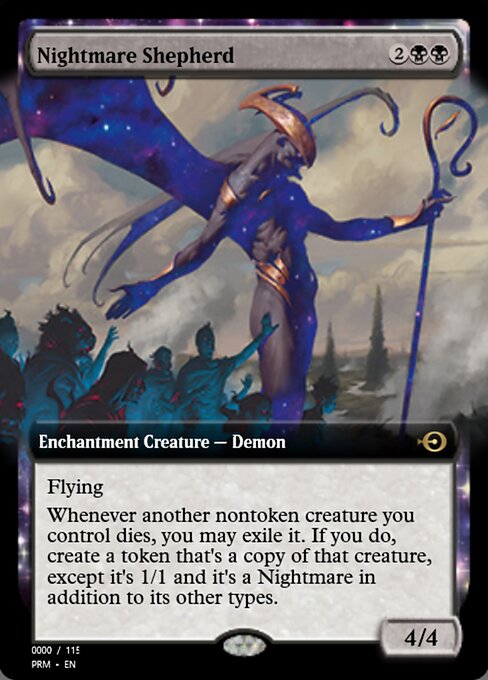 Nightmare Shepherd 2
Enchantment Creature — Demon
Flying
Whenever another nontoken creature you
control dies, you may exile it. If you do,
create a token that's a copy of that creature,
except it's 1/1 and it's a Nightmare in
addition to its other types.
4/4
0000 / 115
PRM • EN